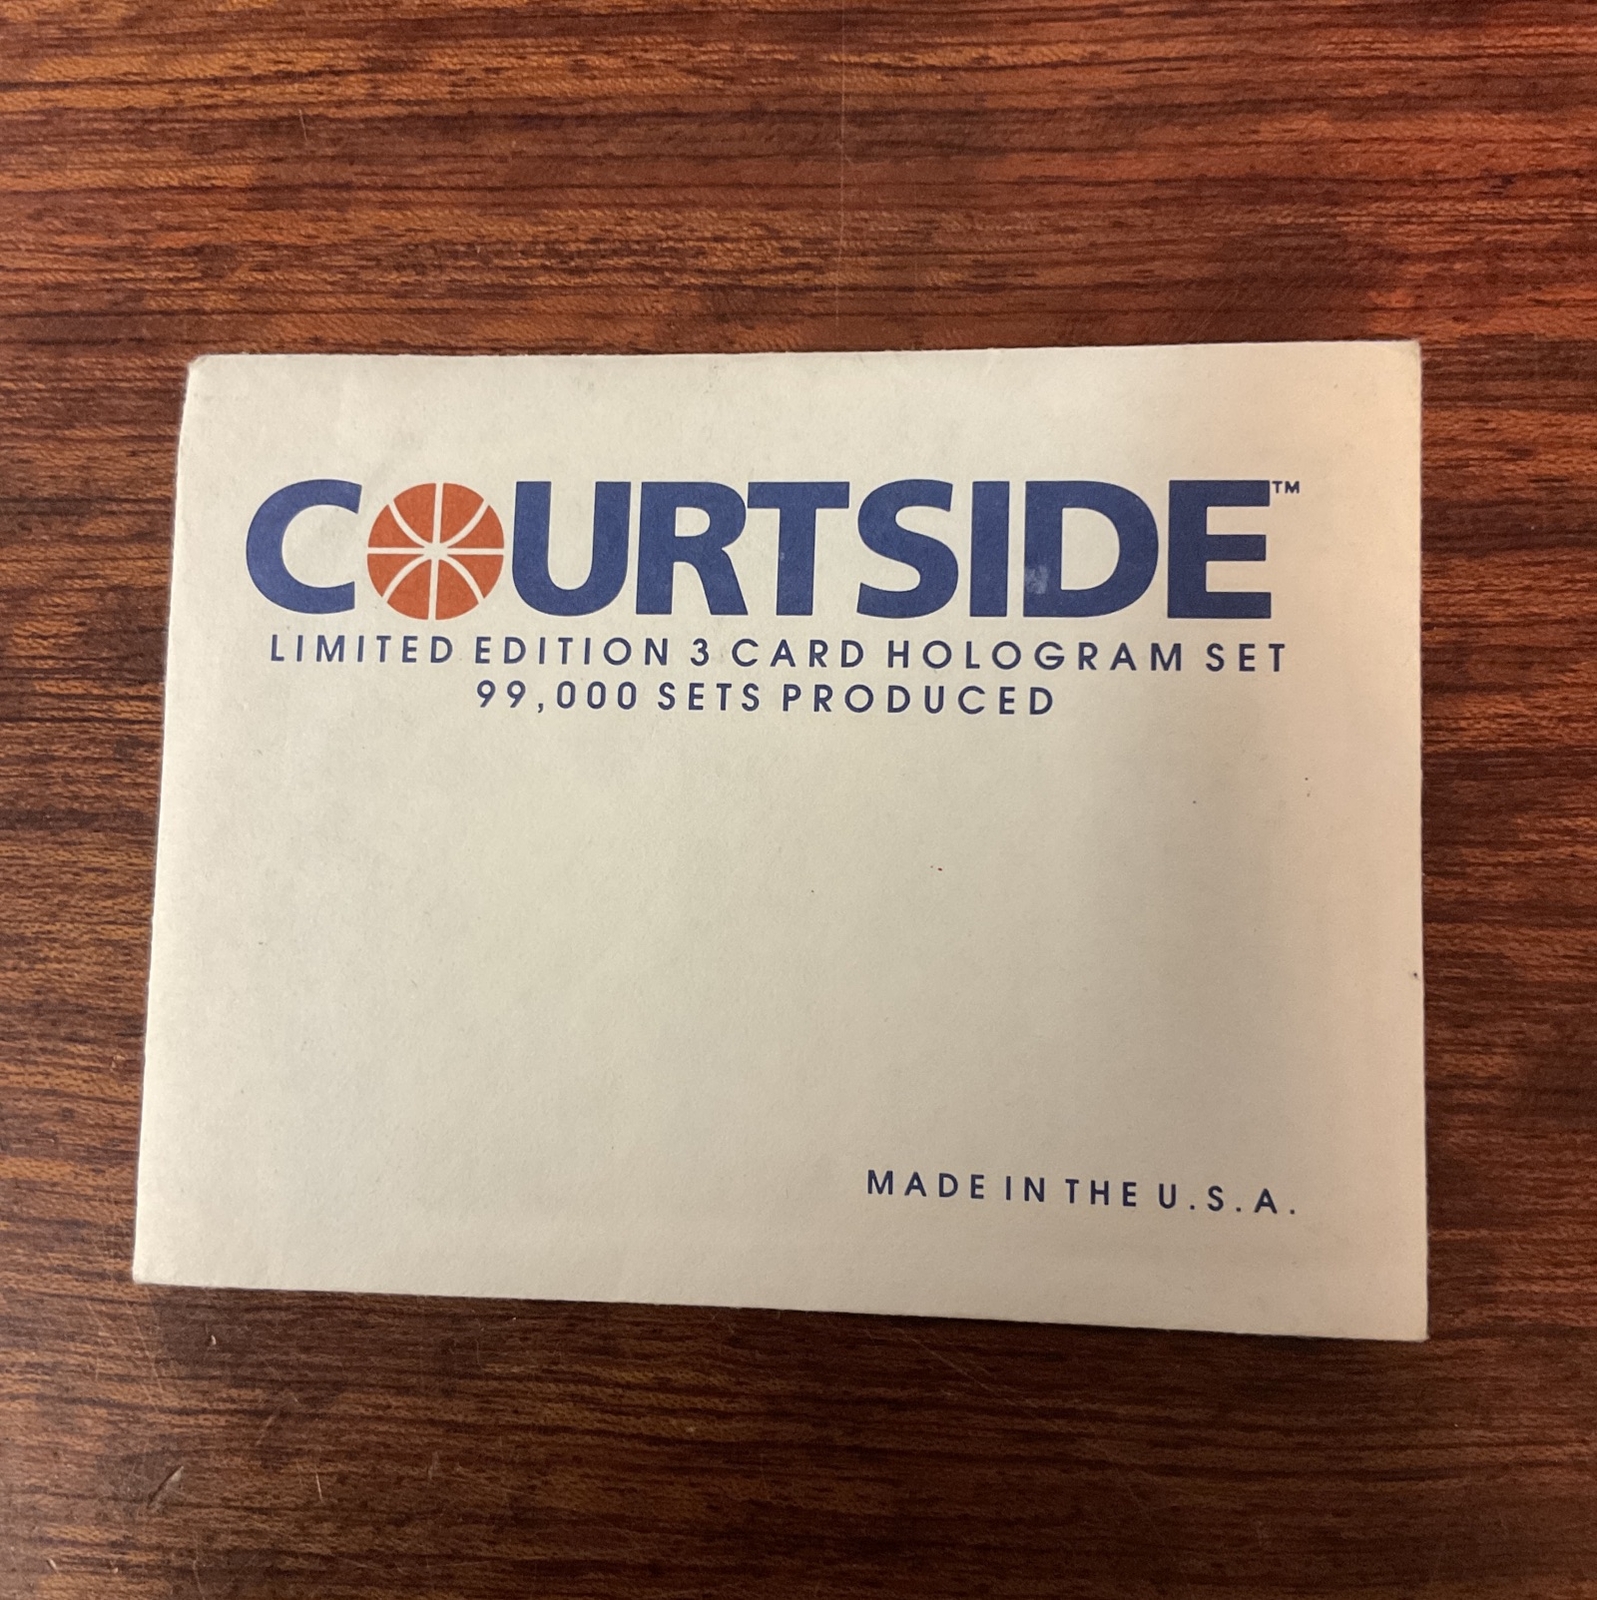 COURTSIDE™
LIMITED EDITION 3 CARD HOLOGRAM SET
99,000 SETS PRODUCED
MADE IN THE U.S.A.